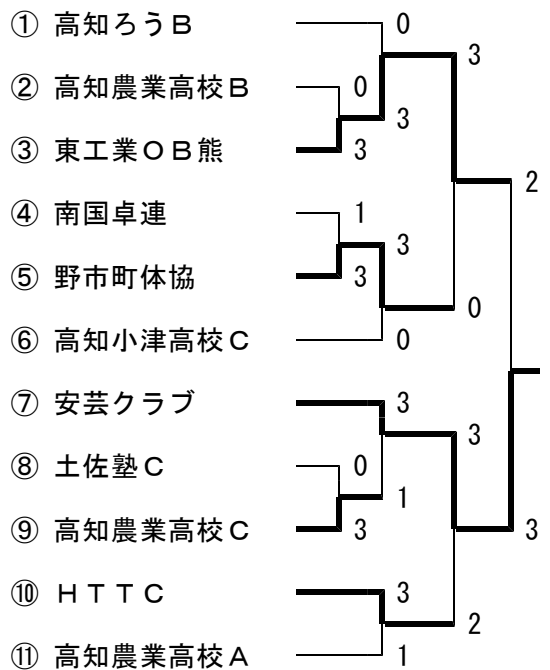 ① 高知ろうＢ 0
3
② 高知農業高校Ｂ 0
3
③ 東工業ＯＢ熊 3
2
④ 南国卓連 1
3
⑤ 野市町体協 3
0
⑥ 高知小津高校Ｃ 0
⑦ 安芸クラブ 3
3
⑧ 土佐塾Ｃ 0
1
⑨ 高知農業高校Ｃ 3 3
⑩ ＨＴＴＣ 3
2
⑪ 高知農業高校Ａ 1